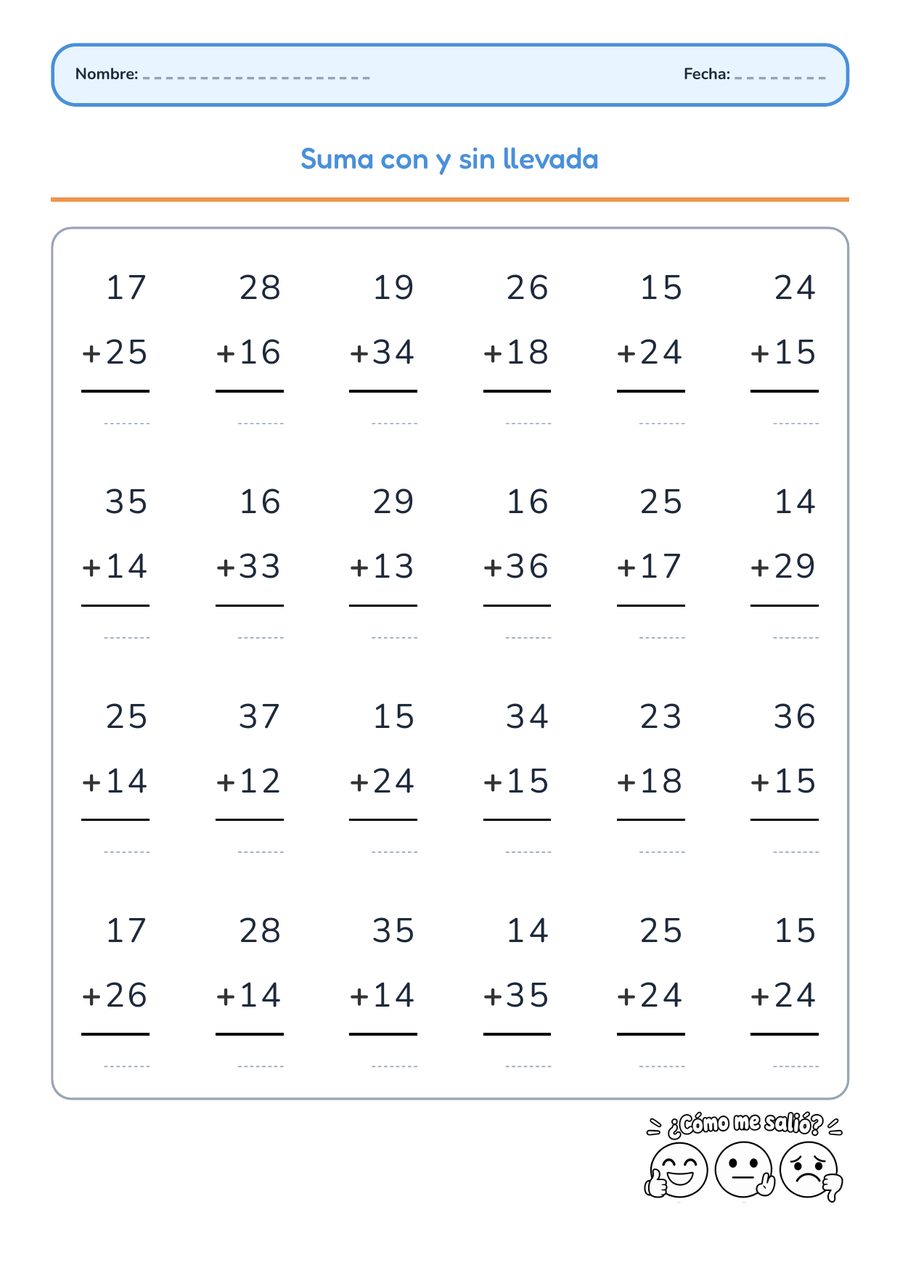 Nombre: Fecha:
Suma con y sin llevada
17 28 19 26 15 24
+25 +16 +34 +18 +24 +15
35 16 29 16 25 14
+14 +33 +13 +36 +17 +29
25 37 15 34 23 36
+14 +12 +24 +15 +18 +15
17 28 35 14 25 15
+26 +14 +14 +35 +24 +24
¿Cómo me salió?